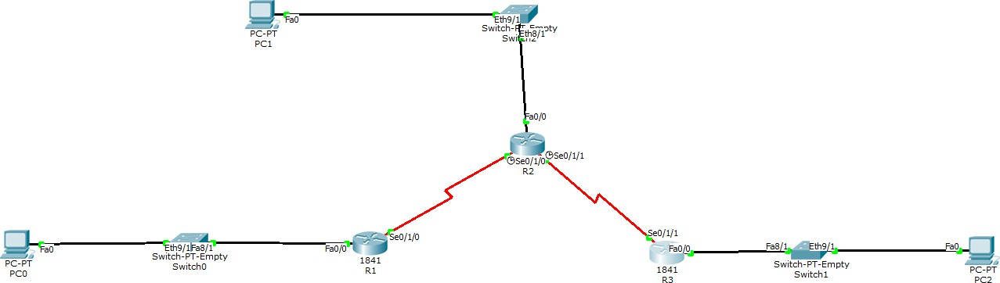 Fa0
PC-PT
PC1
Eth9/1
Switch-PT-Empty
Eth8/1
Switch2
Fa0/0
Se0/1/1
Se0/1/0
R2
Fa0
PC-PT
PC0
Eth9/1 Fa8/1
Switch-PT-Empty
Switch0
Fa0/0
Se0/1/0
1841
R1
Se0/1/1
Fa0/0
1841
R3
Fa8/1 Eth9/1
Switch-PT-Empty
Switch1
Fa0
PC-PT
PC2